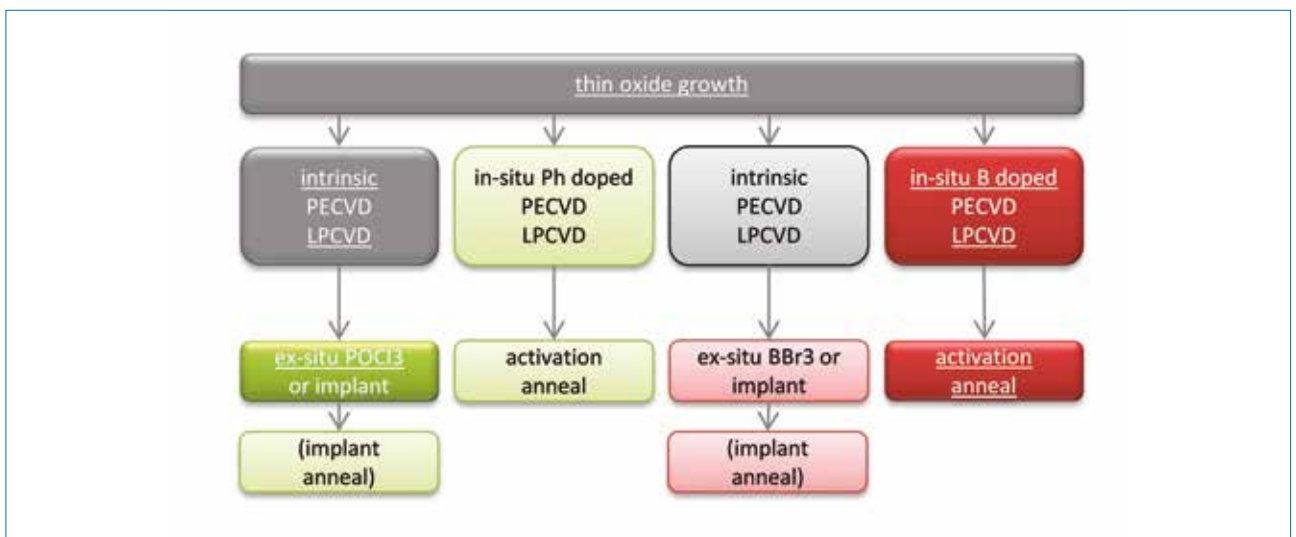 thin oxide growth
intrinsic
PECVD
LPCVD
in-situ Ph doped
PECVD
LPCVD
intrinsic
PECVD
LPCVD
in-situ B doped
PECVD
LPCVD
ex-situ POCl3
or implant
activation
anneal
ex-situ BBr3 or
implant
activation
anneal
(implant
anneal)
(implant
anneal)